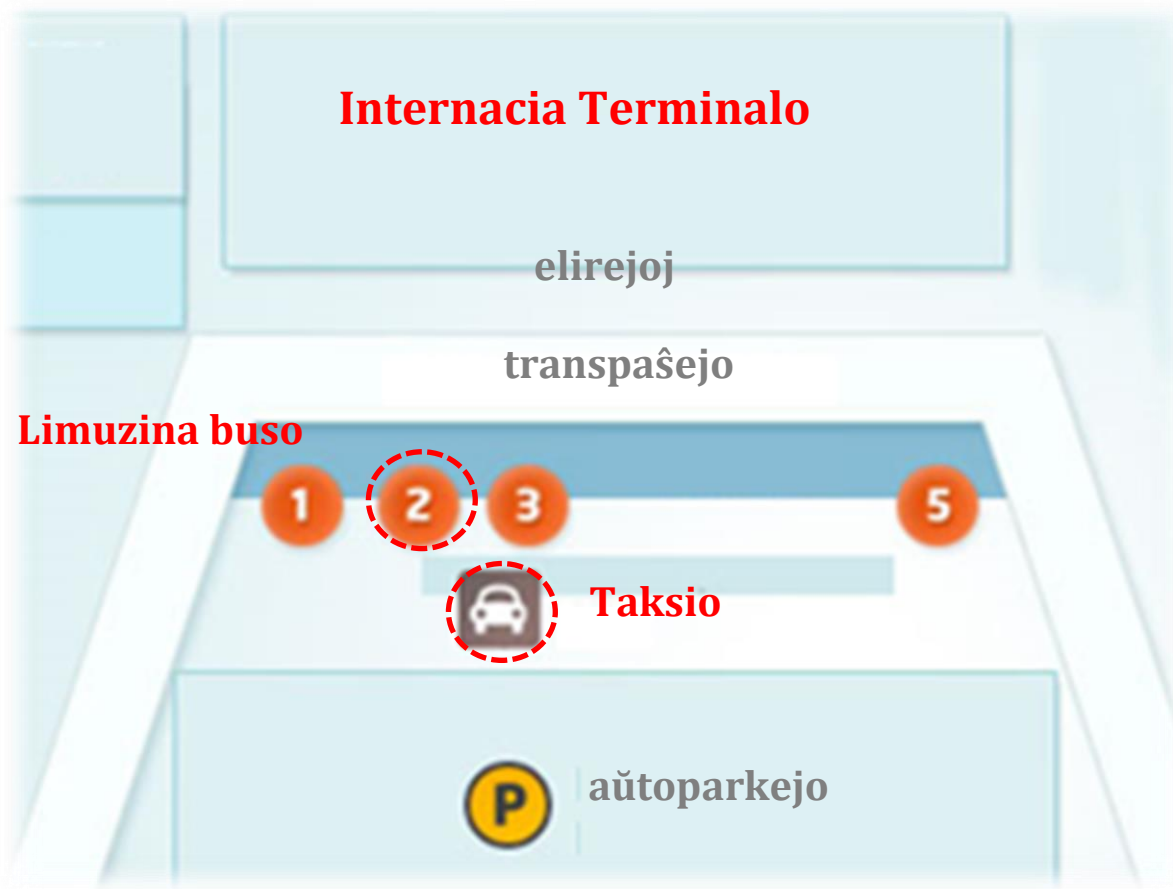 Internacia Terminalo
elirejoj
transpaŝejo
Limuzina buso
1 2 3 5
Taksio
P aŭtoparkejo